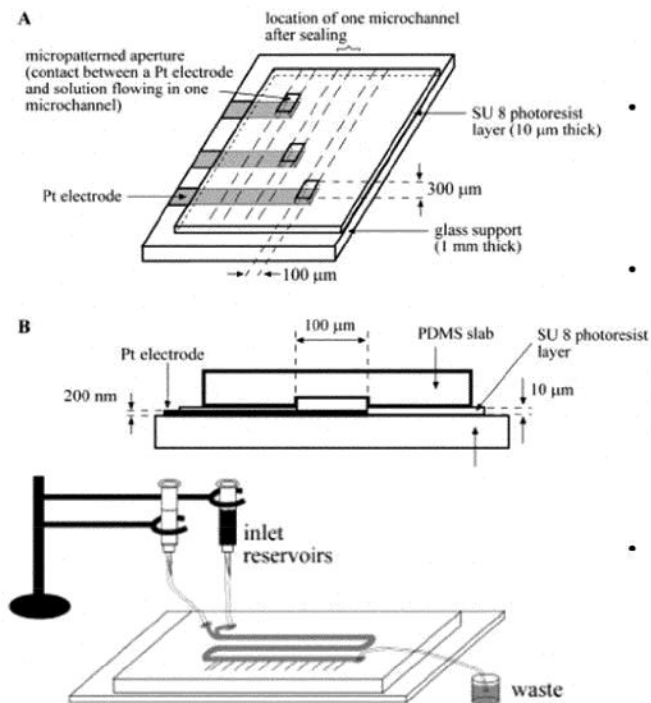 A
location of one microchannel
after sealing
micropatterned aperture
(contact between a Pt electrode
and solution flowing in one
microchannel)
SU 8 photoresist
layer (10 μm thick)
Pt electrode
300 μm
glass support
(1 mm thick)
100 μm
B
100 μm
PDMS slab
SU 8 photoresist
layer
Pt electrode
200 nm
10 μm
inlet
reservoirs
waste